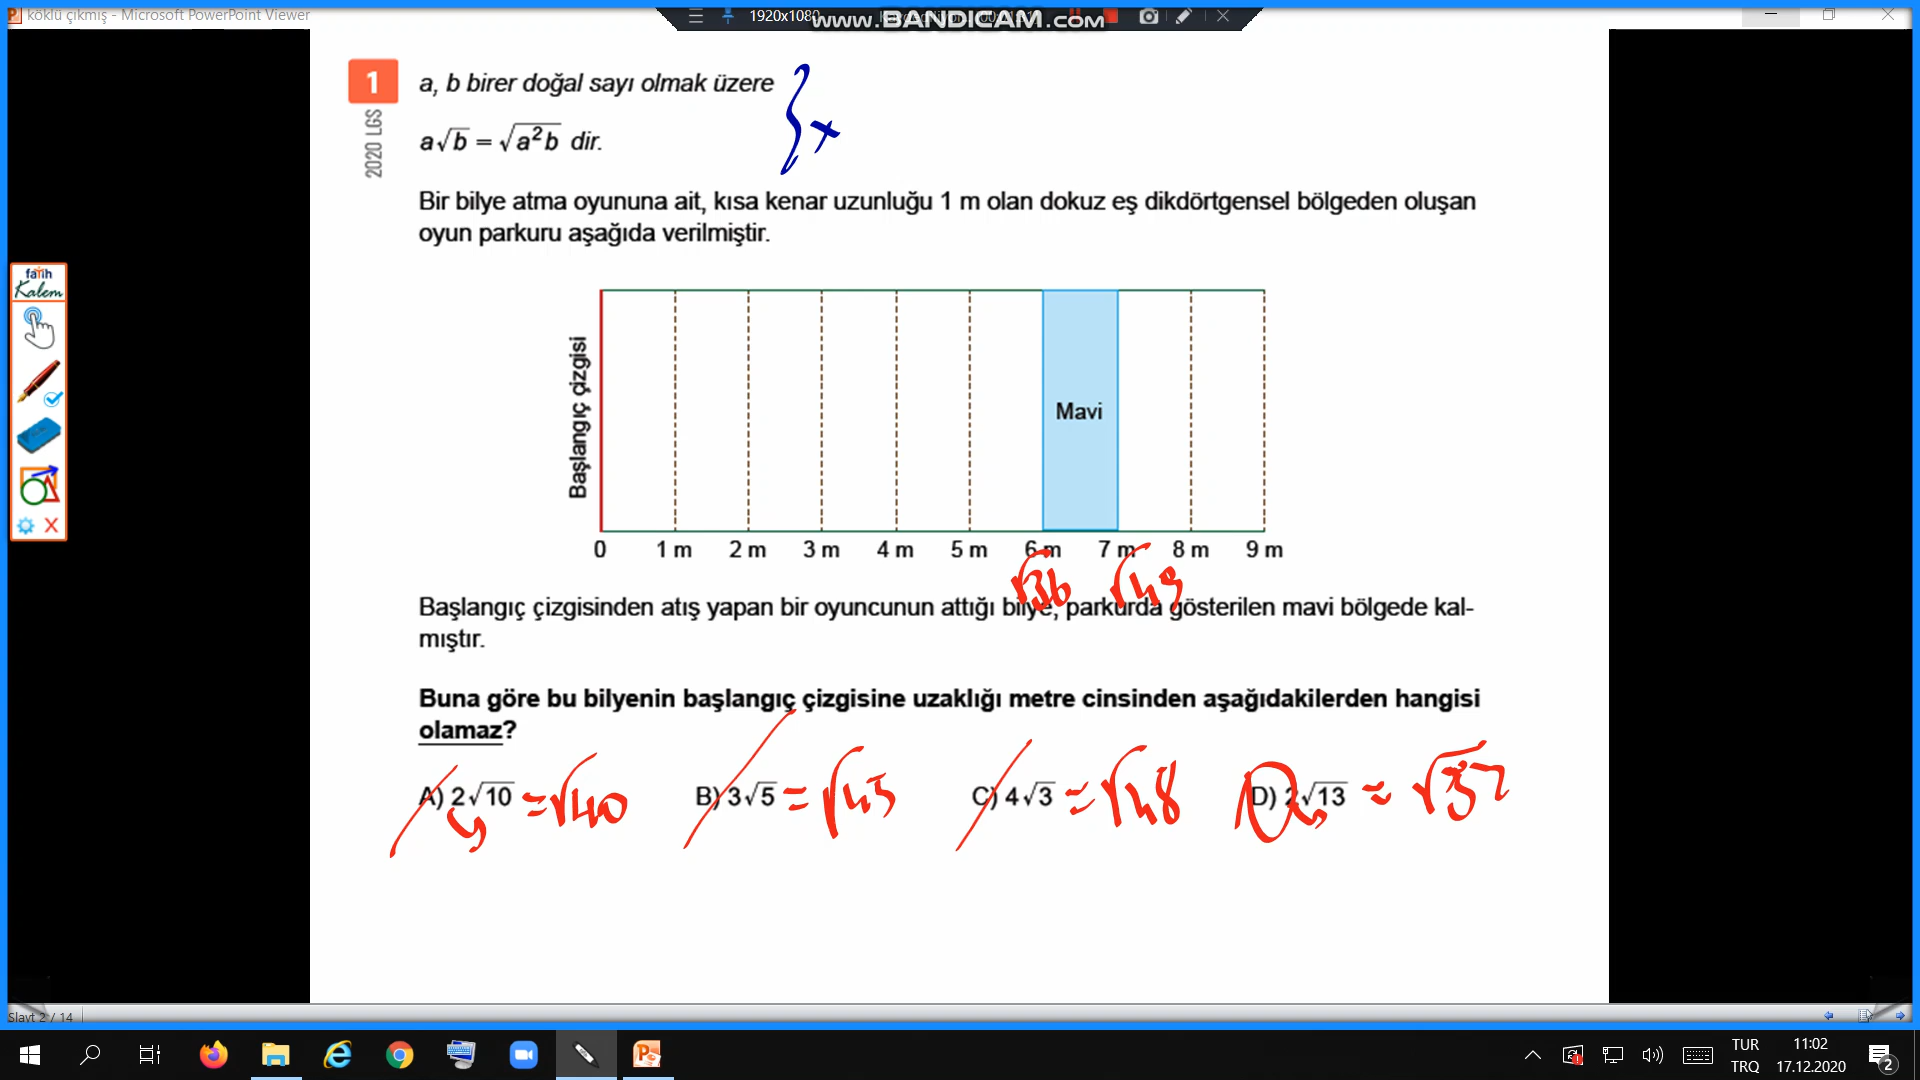 köklü çıkmış - Microsoft PowerPoint Viewer
1920x1080
www.BANDICAM.com
1
2020 LGS
a, b birer doğal sayı olmak üzere
a√b = √a²b dir.
x
Bir bilye atma oyununa ait, kısa kenar uzunluğu 1 m olan dokuz eş dikdörtgensel bölgeden oluşan
oyun parkuru aşağıda verilmiştir.
fatih
Kalem
Başlangıç çizgisi
Mavi
0 1 m 2 m 3 m 4 m 5 m 6 m 7 m 8 m 9 m
√36 √49
Başlangıç çizgisinden atış yapan bir oyuncunun attığı bilye, parkurda gösterilen mavi bölgede kal-
mıştır.
Buna göre bu bilyenin başlangıç çizgisine uzaklığı metre cinsinden aşağıdakilerden hangisi
olamaz?
A) 2√10 = √40 B) 3√5 = √45 C) 4√3 = √48 D) 2√13 = √52
Slayt 2 / 14
TUR 11:02
TRQ 17.12.2020
2